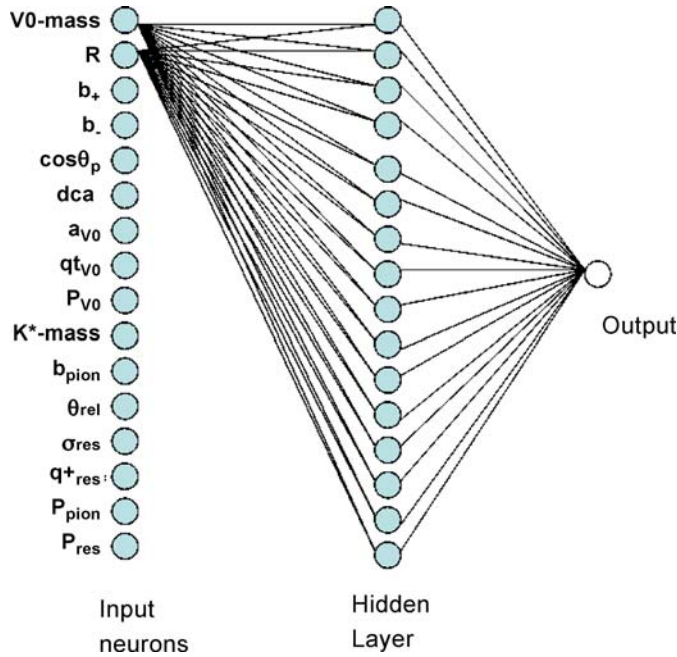 V0-mass
R
b+
b-
cosθp
dca
aV0
qtV0
PV0
K*-mass
bpion
θrel
σres
q+res:
Ppion
Pres
Output
Input
neurons
Hidden
Layer